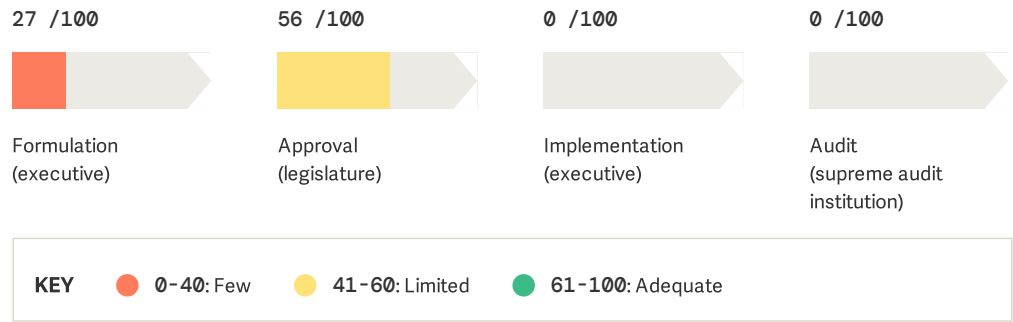 27 /100
56 /100
0 /100
0 /100
Formulation
(executive)
Approval
(legislature)
Implementation
(executive)
Audit
(supreme audit
institution)
KEY
0-40: Few
41-60: Limited
61-100: Adequate